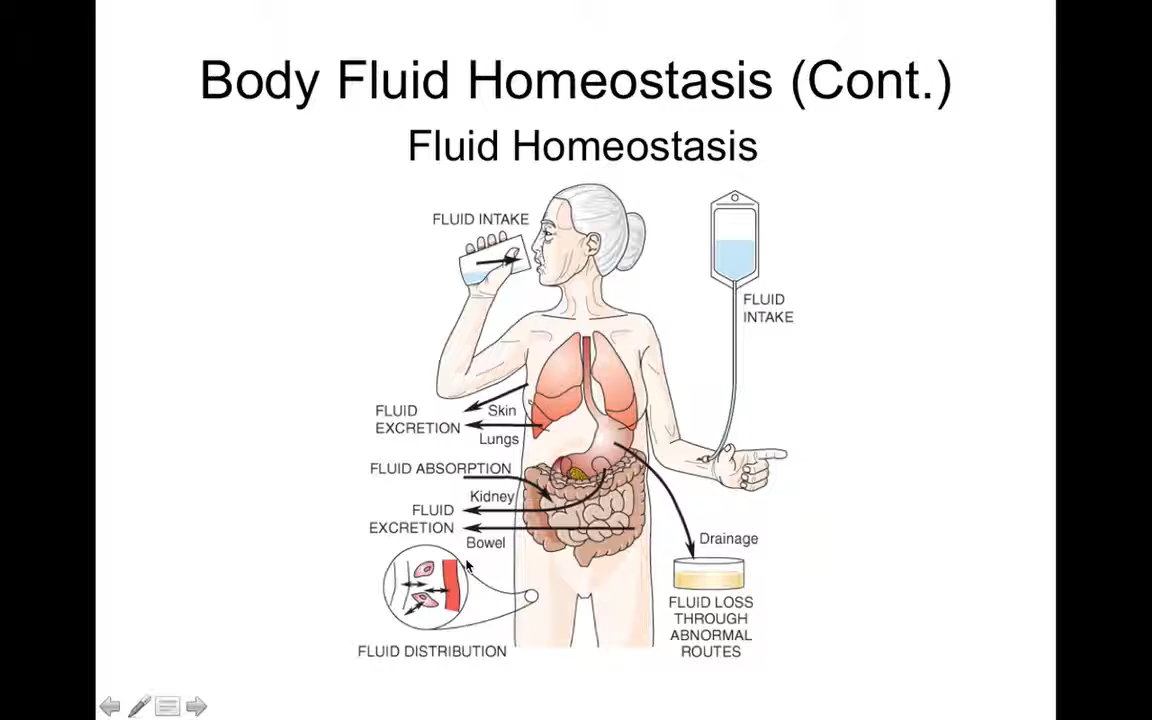 Body Fluid Homeostasis (Cont.)
Fluid Homeostasis
FLUID INTAKE
FLUID
INTAKE
FLUID
EXCRETION
Skin
Lungs
FLUID ABSORPTION
Kidney
FLUID
EXCRETION
Bowel
Drainage
FLUID LOSS
THROUGH
ABNORMAL
ROUTES
FLUID DISTRIBUTION